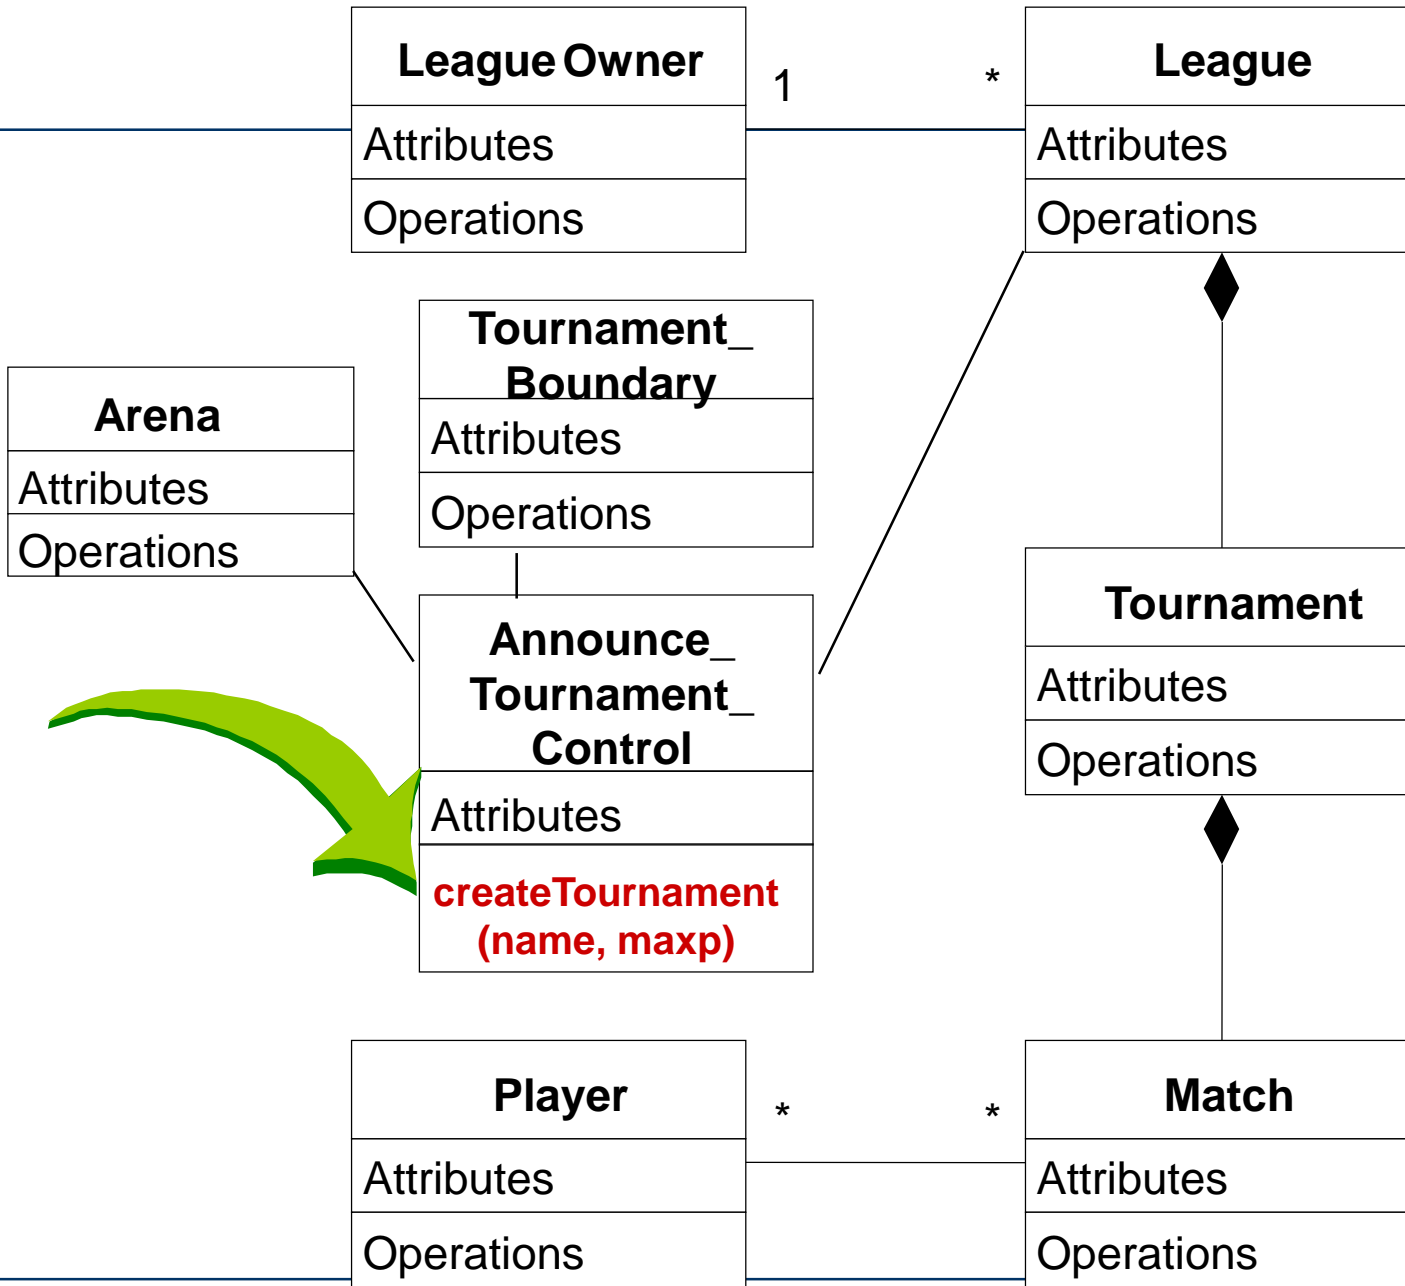 League Owner
Attributes
Operations
1
*
League
Attributes
Operations
Tournament_
Boundary
Attributes
Operations
Arena
Attributes
Operations
Announce_
Tournament_
Control
Attributes
createTournament
(name, maxp)
Tournament
Attributes
Operations
Player
Attributes
Operations
*
*
Match
Attributes
Operations